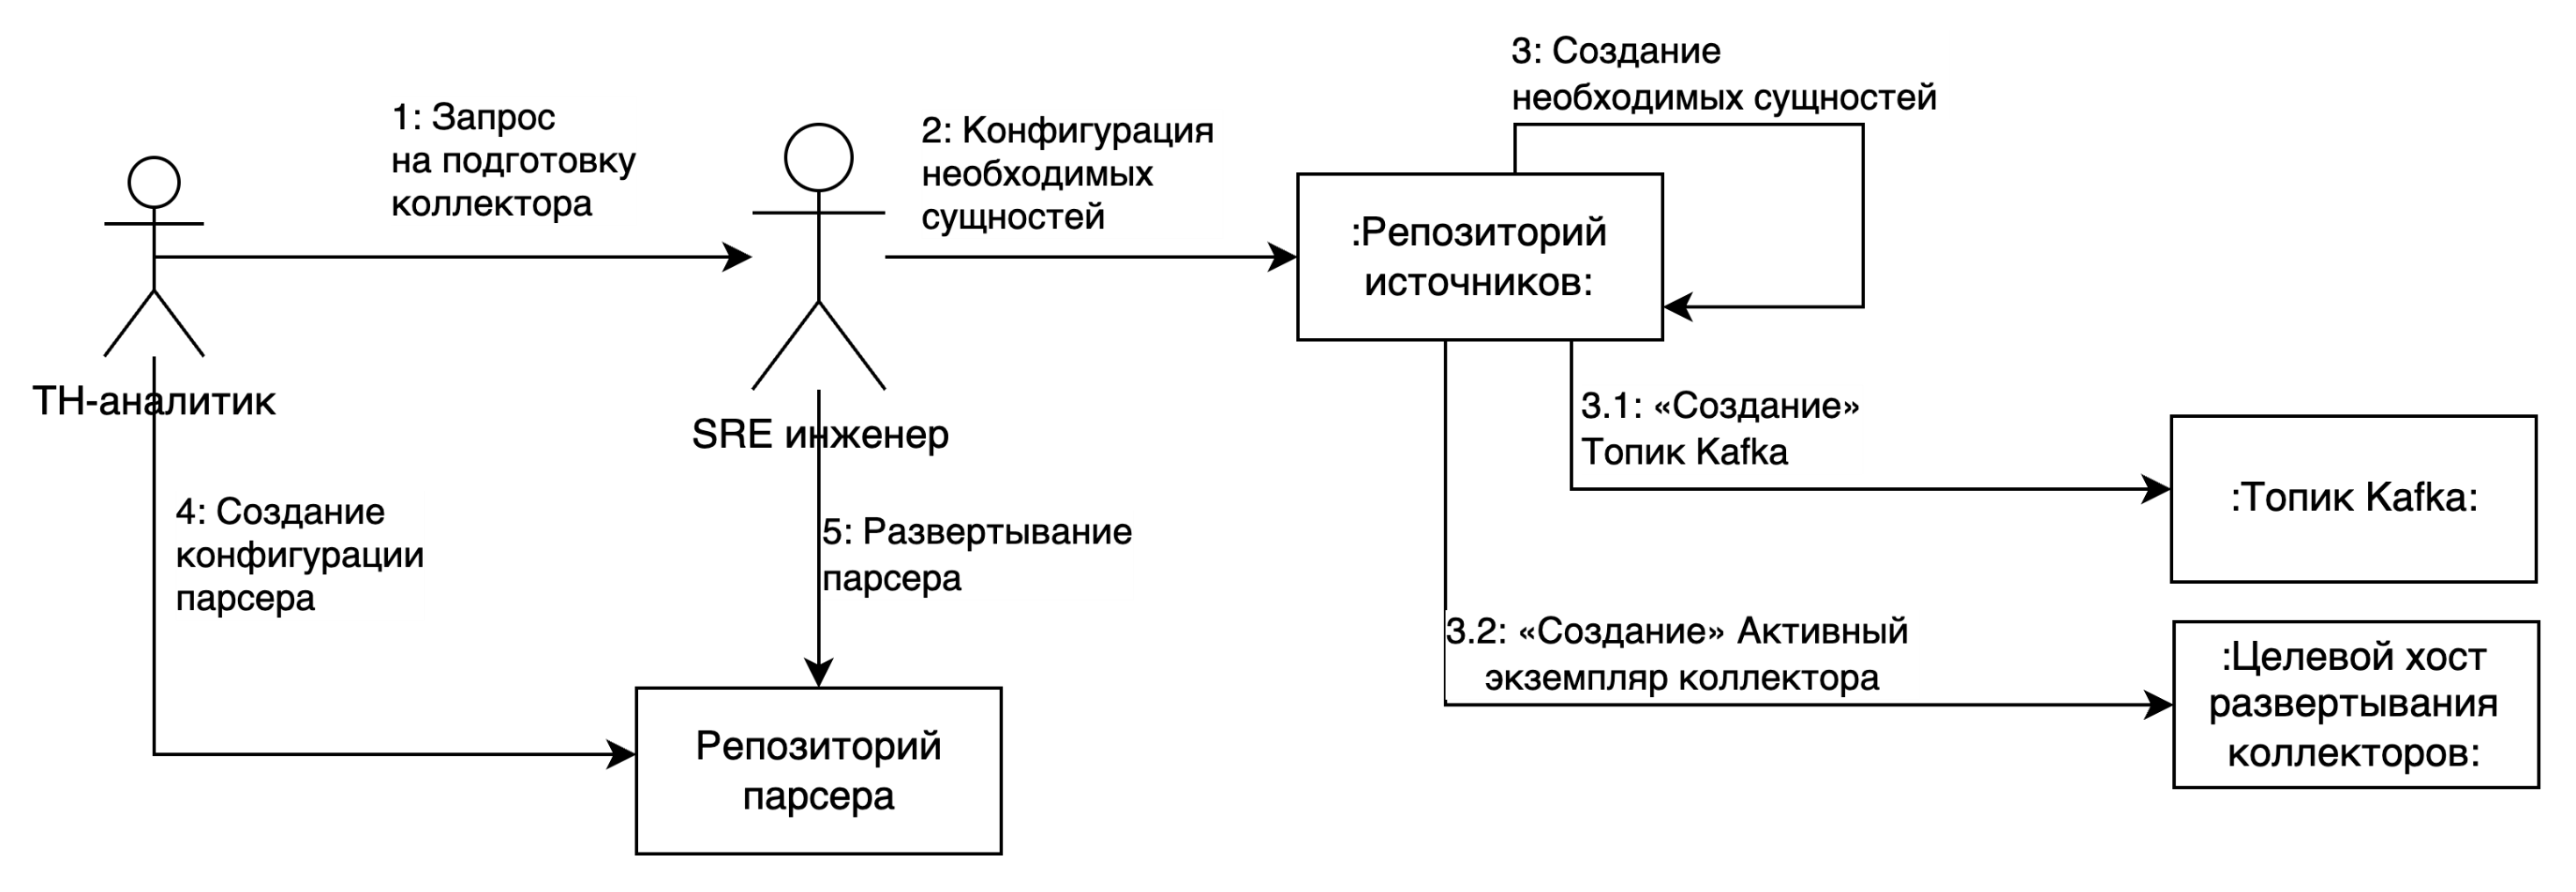 3: Создание
необходимых сущностей
1: Запрос
на подготовку
коллектора
2: Конфигурация
необходимых
сущностей
:Репозиторий
источников:
ТН-аналитик
SRE инженер
3.1: «Создание»
Топик Kafka
:Топик Kafka:
4: Создание
конфигурации
парсера
5: Развертывание
парсера
3.2: «Создание» Активный
экземпляр коллектора
:Целевой хост
развертывания
коллекторов:
Репозиторий
парсера